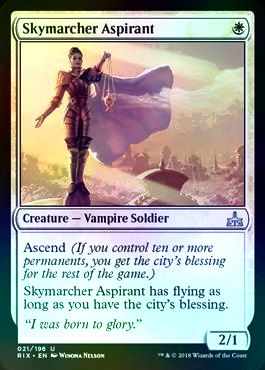 Skymarcher Aspirant
Creature — Vampire Soldier
Ascend (If you control ten or more
permanents, you get the city's blessing
for the rest of the game.)
Skymarcher Aspirant has flying as
long as you have the city's blessing.
"I was born to glory."
2/1
021/196 U
RIX • EN Winona Nelson
™ & © 2018 Wizards of the Coast